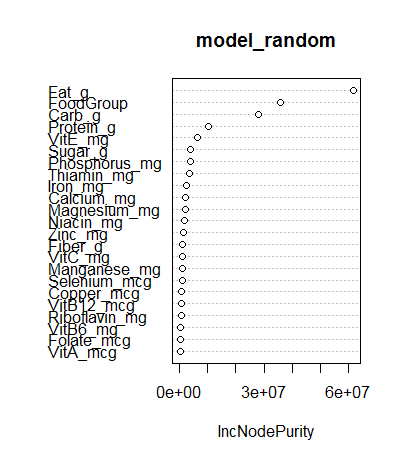 model_random
Fat_g
FoodGroup
Carb_g
Protein_g
VitE_mg
Sugar_g
Phosphorus_mg
Thiamin_mg
Iron_mg
Calcium_mg
Magnesium_mg
Niacin_mg
Zinc_mg
Fiber_g
VitC_mg
Manganese_mg
Selenium_mcg
Copper_mcg
VitB12_mcg
Riboflavin_mg
VitB6_mg
Folate_mcg
VitA_mcg
0e+00 3e+07 6e+07
IncNodePurity